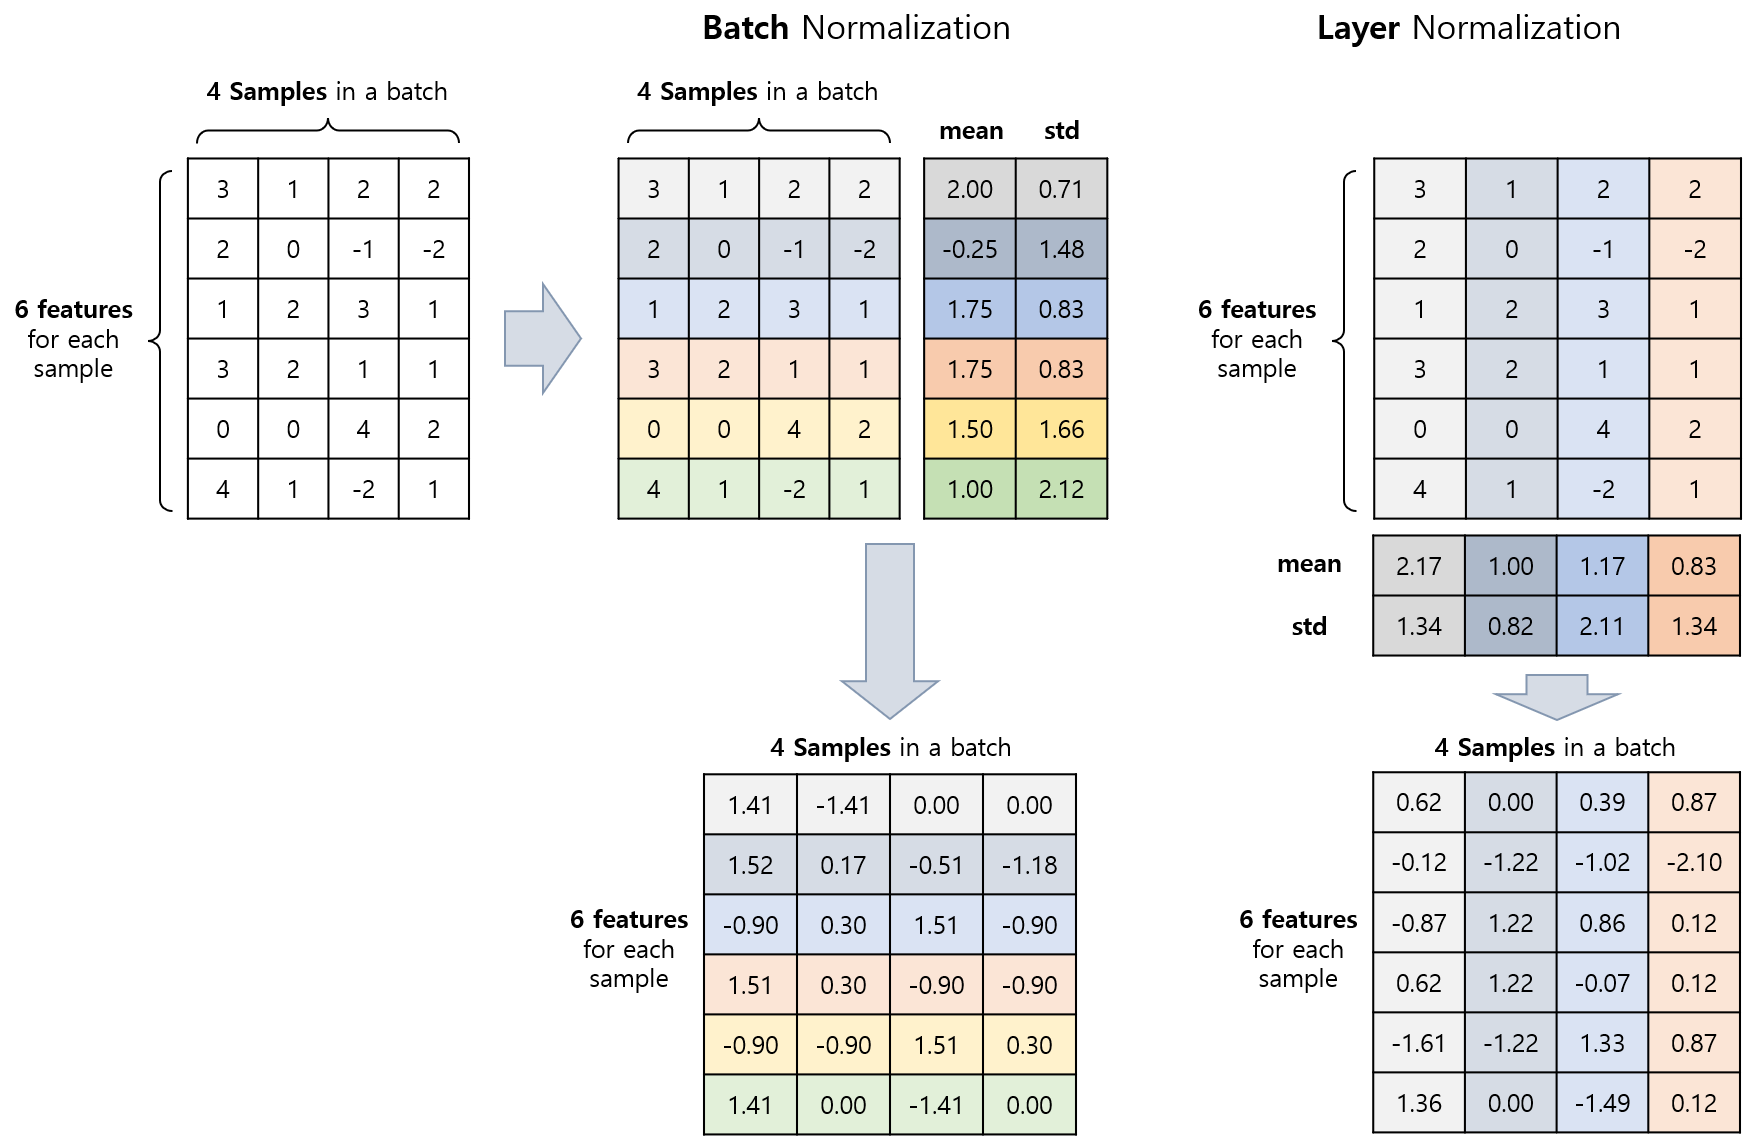 Batch Normalization
Layer Normalization
4 Samples in a batch
6 features
for each
sample
3 1 2 2
2 0 -1 -2
1 2 3 1
3 2 1 1
0 0 4 2
4 1 -2 1
4 Samples in a batch
mean std
3 1 2 2 2.00 0.71
2 0 -1 -2 -0.25 1.48
1 2 3 1 1.75 0.83
3 2 1 1 1.75 0.83
0 0 4 2 1.50 1.66
4 1 -2 1 1.00 2.12
4 Samples in a batch
6 features
for each
sample
1.41 -1.41 0.00 0.00
1.52 0.17 -0.51 -1.18
-0.90 0.30 1.51 -0.90
1.51 0.30 -0.90 -0.90
-0.90 -0.90 1.51 0.30
1.41 0.00 -1.41 0.00
6 features
for each
sample
3 1 2 2
2 0 -1 -2
1 2 3 1
3 2 1 1
0 0 4 2
4 1 -2 1
mean 2.17 1.00 1.17 0.83
std 1.34 0.82 2.11 1.34
4 Samples in a batch
6 features
for each
sample
0.62 0.00 0.39 0.87
-0.12 -1.22 -1.02 -2.10
-0.87 1.22 0.86 0.12
0.62 1.22 -0.07 0.12
-1.61 -1.22 1.33 0.87
1.36 0.00 -1.49 0.12